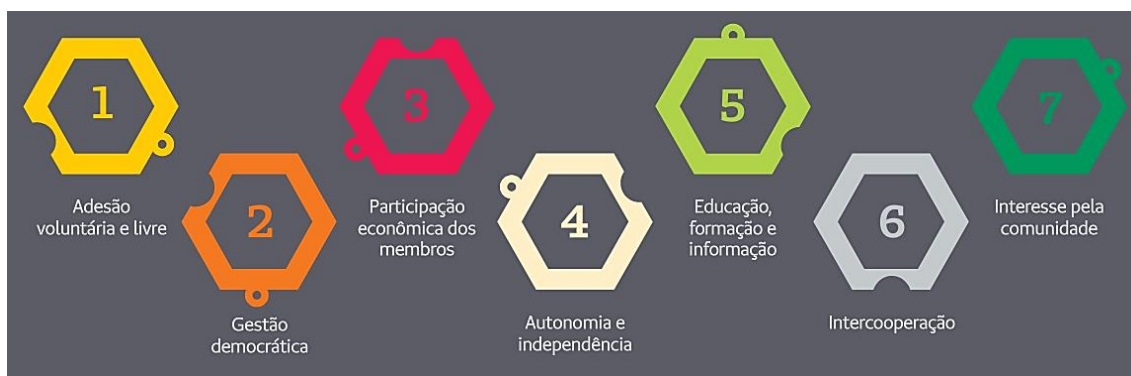 1
Adesão
voluntária e livre
2
Gestão
democrática
3
Participação
econômica dos
membros
4
Autonomia e
independência
5
Educação,
formação e
informação
6
Intercooperação
7
Interesse pela
comunidade